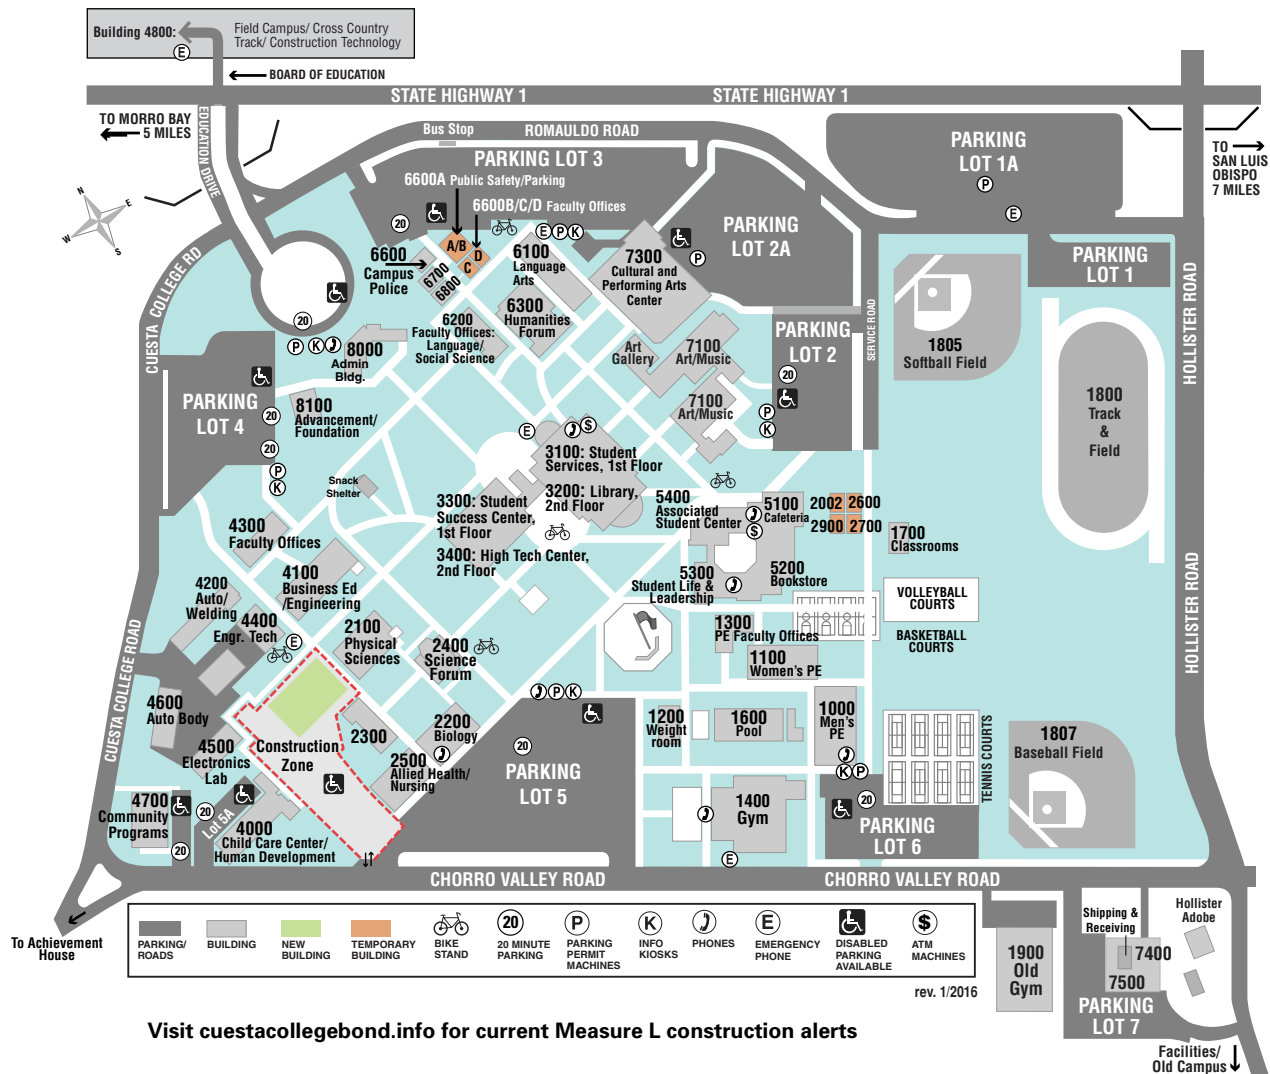 Building 4800:
Field Campus/ Cross Country
Track/ Construction Technology
E
BOARD OF EDUCATION
STATE HIGHWAY 1
STATE HIGHWAY 1
TO MORRO BAY
5 MILES
EDUCATION DRIVE
TO
SAN LUIS
OBISPO
7 MILES
Bus Stop
ROMAULDO ROAD
PARKING LOT 3
PARKING
LOT 1A
P
E
6600A Public Safety/Parking
6600B/C/D Faculty Offices
N
E
W
S
CUESTA COLLEGE RD
20
A/B
D
C
E P K
6600
Campus
Police
6700
6800
6100
Language
Arts
7300
Cultural and
Performing Arts
Center
P
PARKING
LOT 2A
PARKING
LOT 1
HOLLISTER ROAD
6300
Humanities
Forum
6200
Faculty Offices:
Language/
Social Science
20
P K
8000
Admin
Bldg.
Art
Gallery
7100
Art/Music
PARKING
LOT 2
20
SERVICE ROAD
1805
Softball Field
1800
Track
&
Field
PARKING
LOT 4
20
20
P
K
8100
Advancement/
Foundation
7100
Art/Music
P
K
E
$
3100: Student
Services, 1st Floor
3200: Library,
2nd Floor
Snack
Shelter
3300: Student
Success Center,
1st Floor
3400: High Tech Center,
2nd Floor
5400
Associated
Student Center
$
5100
Cafeteria
2002
2600
2900
2700
1700
Classrooms
4300
Faculty Offices
4100
Business Ed
/Engineering
5300
Student Life &
Leadership
5200
Bookstore
HOLLISTER ROAD
VOLLEYBALL
COURTS
BASKETBALL
COURTS
4200
Auto/
Welding
4400
Engr. Tech
E
2100
Physical
Sciences
2400
Science
Forum
1300
PE Faculty Offices
1100
Women's PE
CUESTA COLLEGE ROAD
4600
Auto Body
P K
2300
2200
Biology
1200
Weight
room
1600
Pool
1000
Men's
PE
K P
TENNIS COURTS
1807
Baseball Field
4500
Electronics
Lab
Construction
Zone
2500
Allied Health/
Nursing
20
PARKING
LOT 5
4700
Community
Programs
20
20
Lot 5A
4000
Child Care Center/
Human Development
1400
Gym
E
20
PARKING
LOT 6
CHORRO VALLEY ROAD
CHORRO VALLEY ROAD
To Achievement
House
PARKING/
ROADS
BUILDING
NEW
BUILDING
TEMPORARY
BUILDING
BIKE
STAND
20
20 MINUTE
PARKING
P
PARKING
PERMIT
MACHINES
K
INFO
KIOSKS
PHONES
E
EMERGENCY
PHONE
DISABLED
PARKING
AVAILABLE
$
ATM
MACHINES
rev. 1/2016
1900
Old
Gym
Shipping &
Receiving
7400
7500
Hollister
Adobe
PARKING
LOT 7
Facilities/
Old Campus
Visit cuestacollegebond.info for current Measure L construction alerts